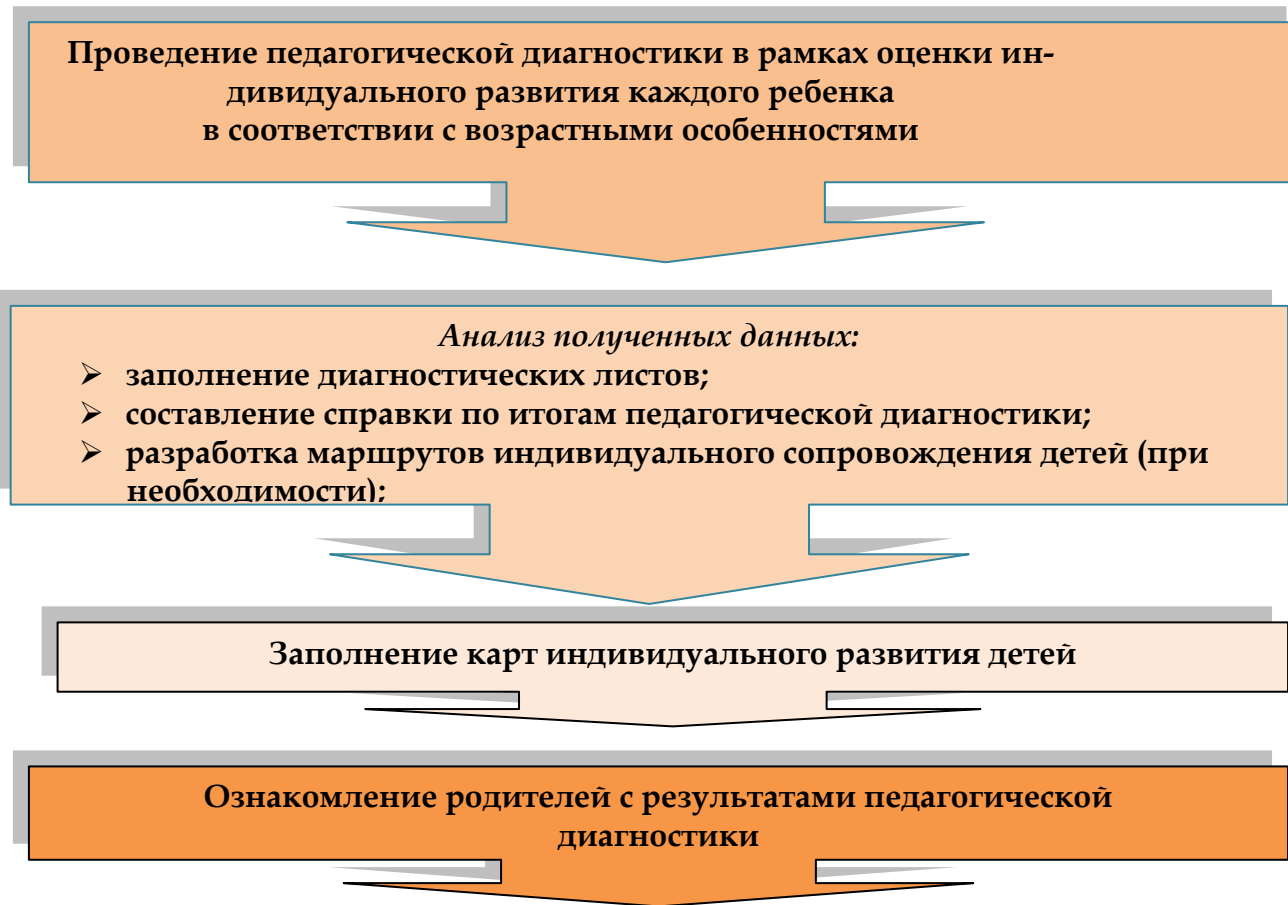 Проведение педагогической диагностики в рамках оценки ин-
дивидуального развития каждого ребенка
в соответствии с возрастными особенностями
Анализ полученных данных:
➢ заполнение диагностических листов;
➢ составление справки по итогам педагогической диагностики;
➢ разработка маршрутов индивидуального сопровождения детей (при
необходимости);
Заполнение карт индивидуального развития детей
Ознакомление родителей с результатами педагогической
диагностики